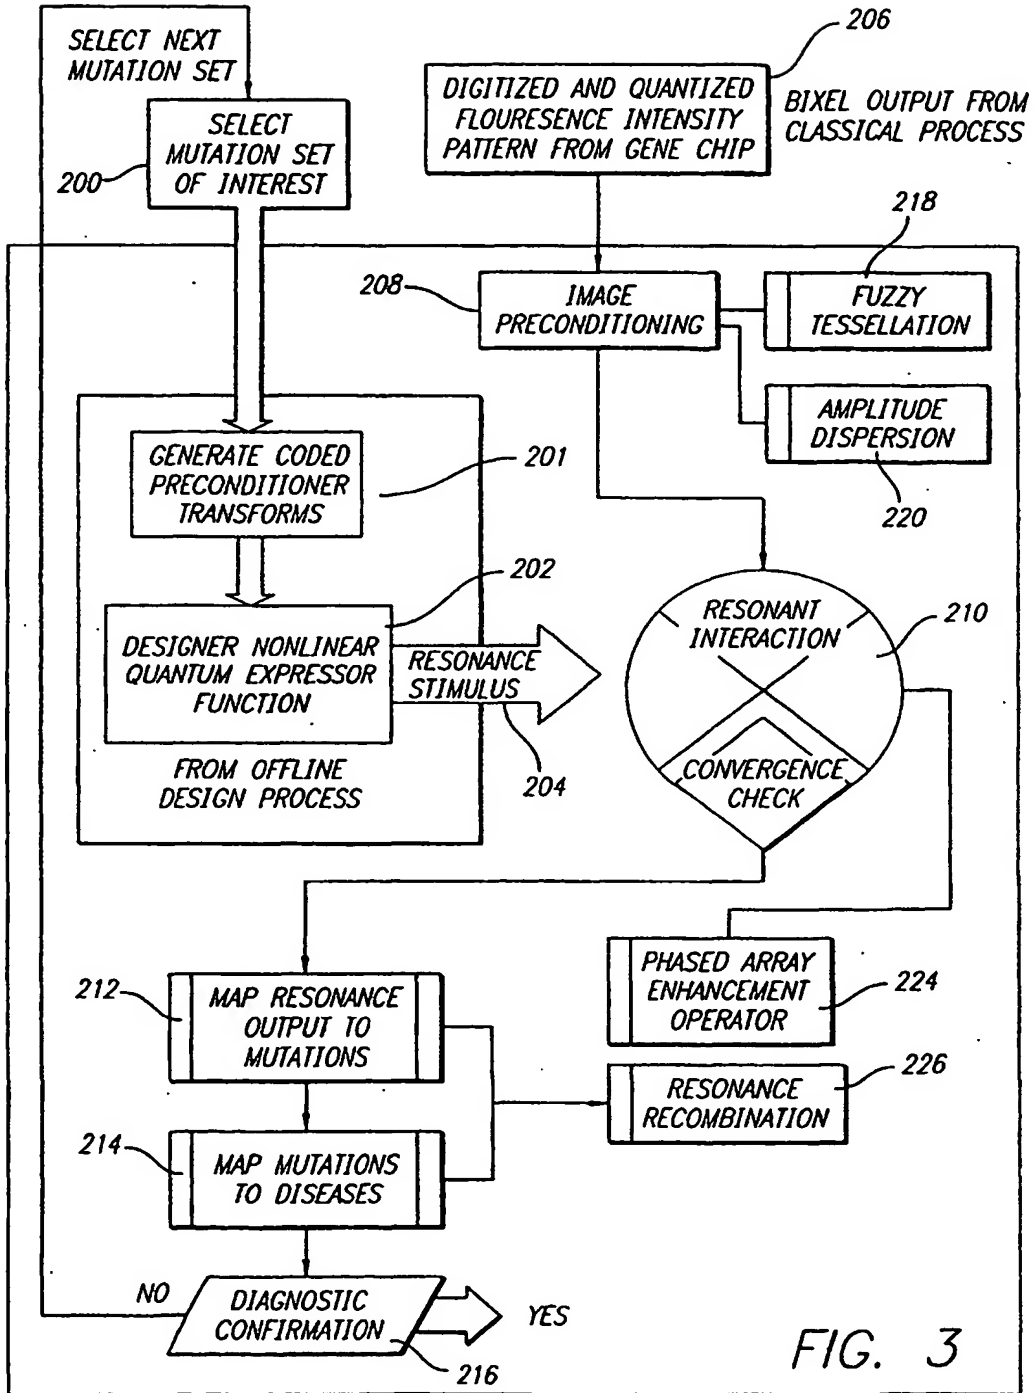 SELECT NEXT
MUTATION SET
SELECT
MUTATION SET
OF INTEREST
200
206
DIGITIZED AND QUANTIZED
FLOURESENCE INTENSITY
PATTERN FROM GENE CHIP
BIXEL OUTPUT FROM
CLASSICAL PROCESS
208
IMAGE
PRECONDITIONING
218
FUZZY
TESSELLATION
AMPLITUDE
DISPERSION
220
GENERATE CODED
PRECONDITIONER
TRANSFORMS
201
202
DESIGNER NONLINEAR
QUANTUM EXPRESSOR
FUNCTION
RESONANCE
STIMULUS
204
FROM OFFLINE
DESIGN PROCESS
RESONANT
INTERACTION
210
CONVERGENCE
CHECK
212
MAP RESONANCE
OUTPUT TO
MUTATIONS
PHASED ARRAY
ENHANCEMENT
OPERATOR
224
226
RESONANCE
RECOMBINATION
214
MAP MUTATIONS
TO DISEASES
NO
DIAGNOSTIC
CONFIRMATION
YES
216
FIG. 3